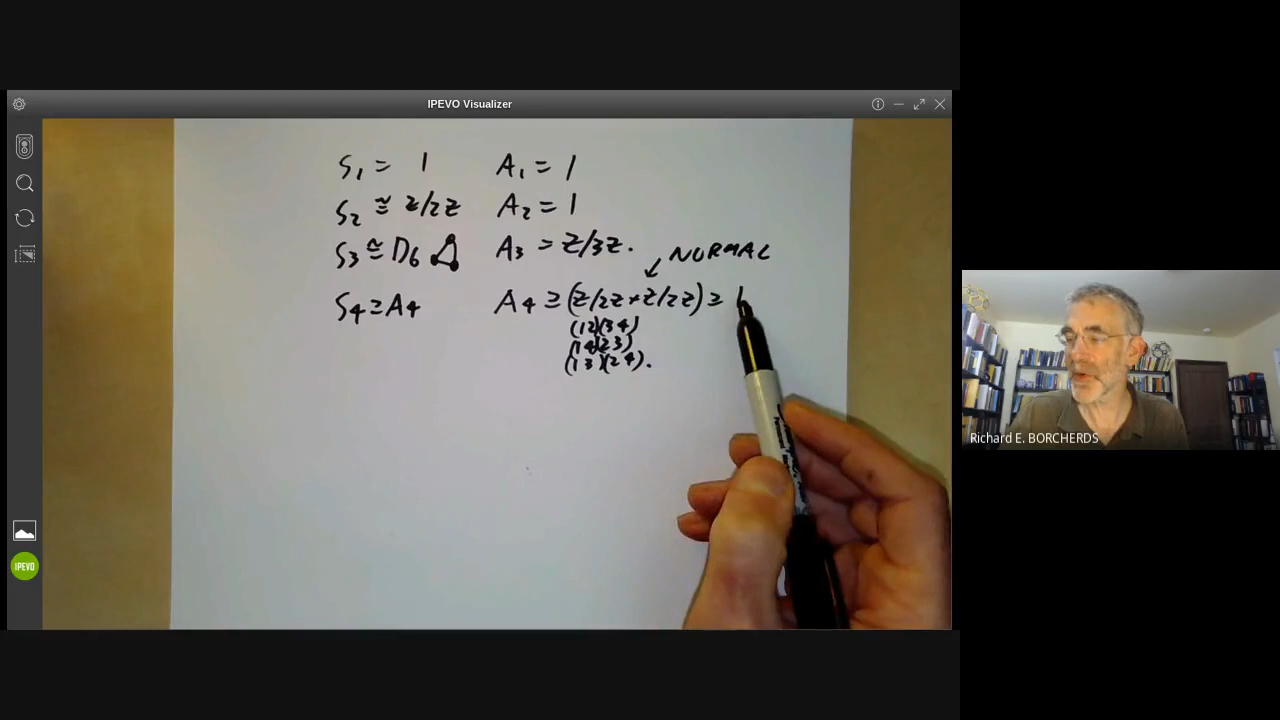 IPEVO Visualizer
S₁ = 1 A₁ = 1
S₂ ≅ Z/2Z A₂ = 1
S₃ ≅ D₆ A₃ = Z/3Z.
NORMAL
S₄ ≥ A₄ A₄ ≥ (Z/2Z × Z/2Z) ≥ 1
(12)(34)
(14)(23)
(13)(24).
Richard E. BORCHERDS
IPEVO